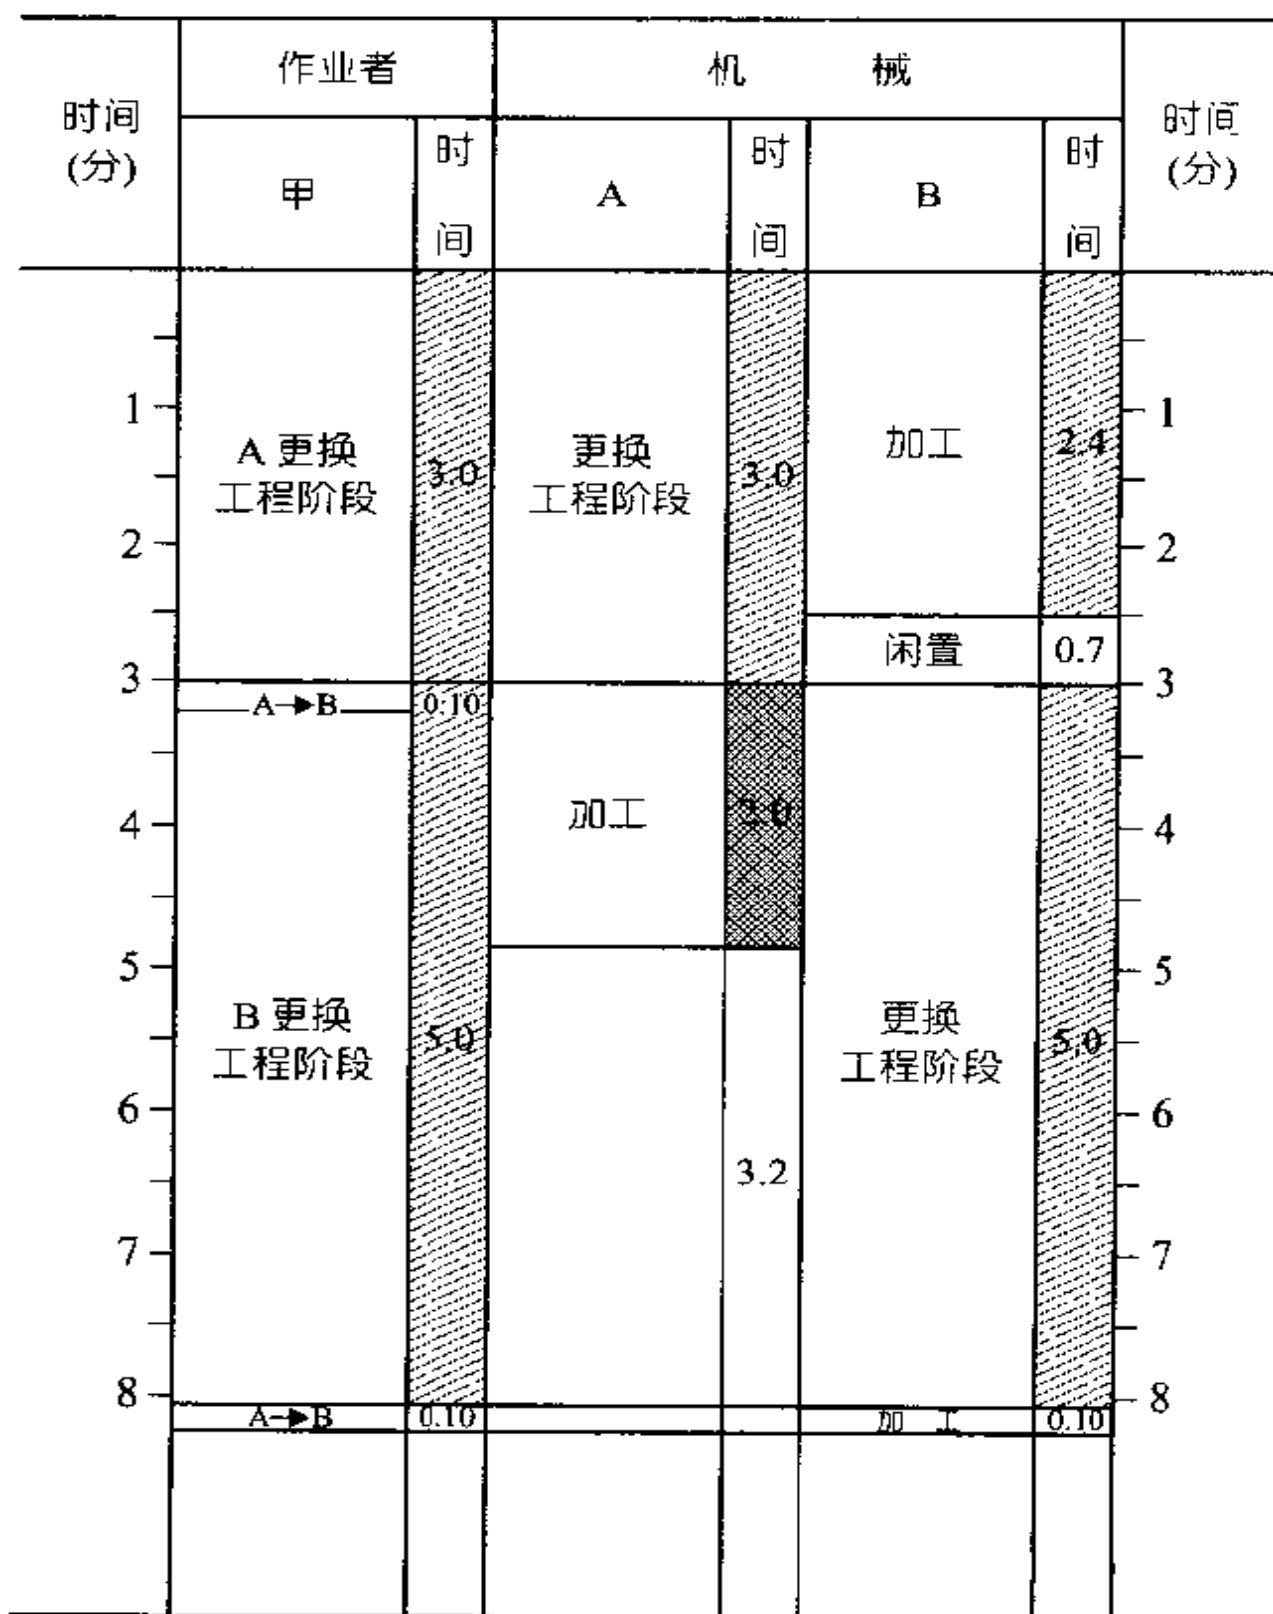 时间
(分)
作业者
机 械
时间
(分)
甲
时
间
A
时
间
B
时
间
1
2
3
4
5
6
7
8
A 更换
工程阶段
3.0
A→B
0.10
B 更换
工程阶段
5.0
A→B
0.10
更换
工程阶段
3.0
加工
2.0
3.2
加工
2.4
闲置
0.7
更换
工程阶段
5.0
加 工
0.10
1
2
3
4
5
6
7
8